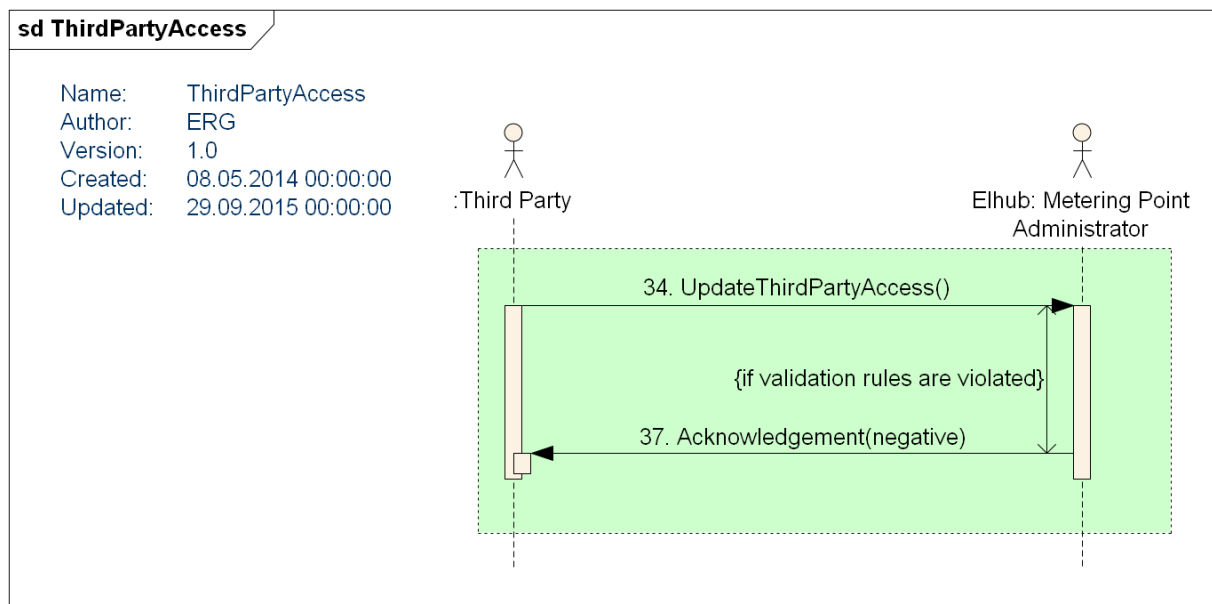 sd ThirdPartyAccess
Name: ThirdPartyAccess
Author: ERG
Version: 1.0
Created: 08.05.2014 00:00:00
Updated: 29.09.2015 00:00:00
:Third Party
Elhub: Metering Point
Administrator
34. UpdateThirdPartyAccess()
{if validation rules are violated}
37. Acknowledgement(negative)